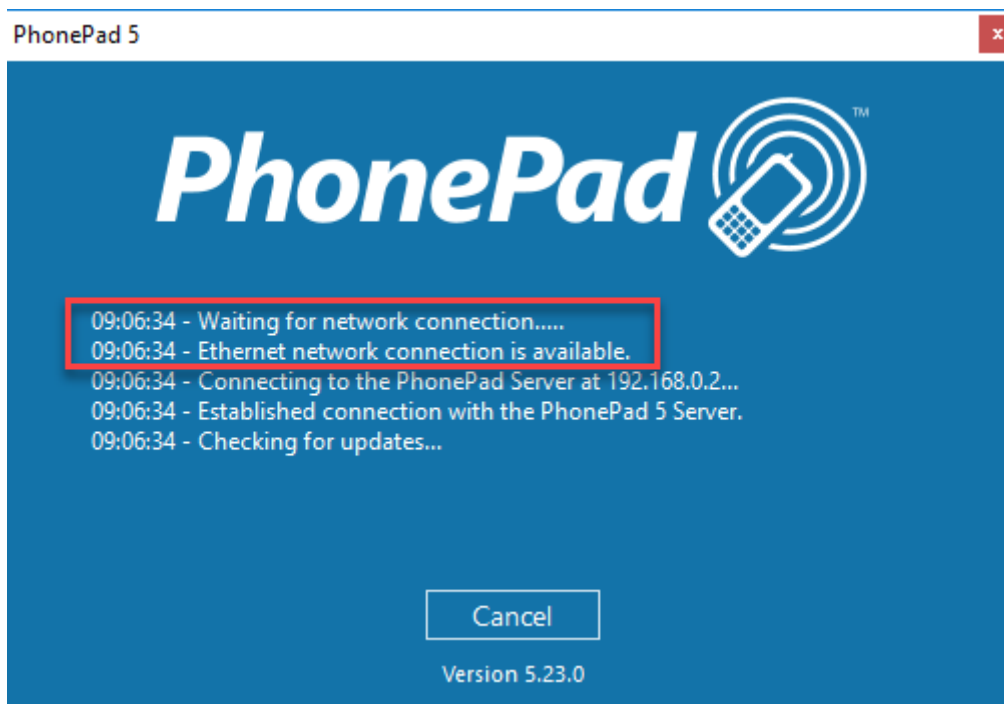 PhonePad 5
x
PhonePad™
09:06:34 - Waiting for network connection.....
09:06:34 - Ethernet network connection is available.
09:06:34 - Connecting to the PhonePad Server at 192.168.0.2...
09:06:34 - Established connection with the PhonePad 5 Server.
09:06:34 - Checking for updates...
Cancel
Version 5.23.0